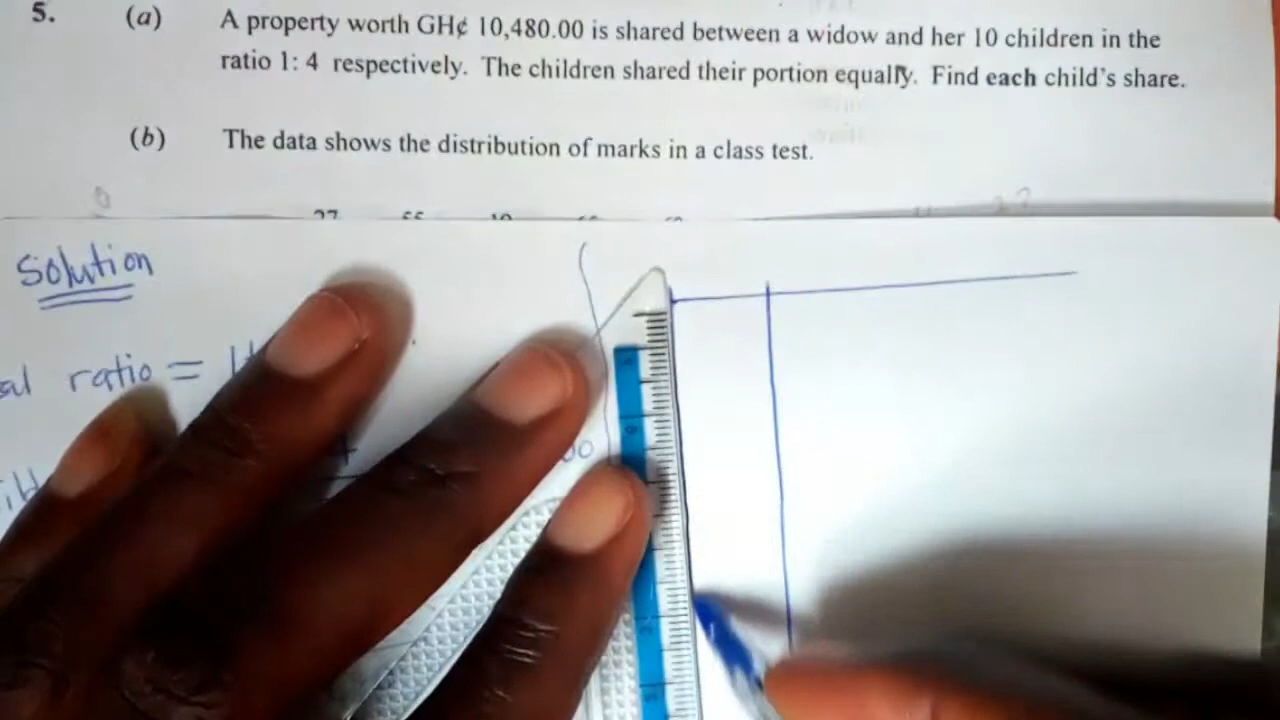 5. (a) A property worth GH¢ 10,480.00 is shared between a widow and her 10 children in the
ratio 1: 4 respectively. The children shared their portion equally. Find each child's share.
(b) The data shows the distribution of marks in a class test.
Solution
ratio =